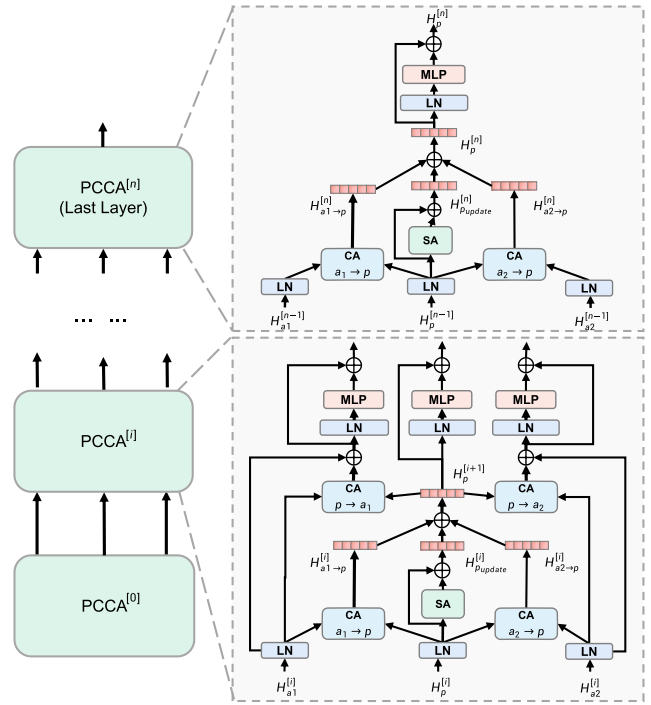 PCCA[n]
(Last Layer)
... ...
PCCA[i]
PCCA[0]
H_p^[n]
MLP
LN
H_p^[n]
H_{a1→p}^[n]
H_{p_update}^[n]
H_{a2→p}^[n]
SA
CA
a₁ → p
CA
a₂ → p
LN
LN
LN
H_{a1}^[n-1]
H_p^[n-1]
H_{a2}^[n-1]
MLP
MLP
MLP
LN
LN
LN
CA
p → a₁
H_p^[i+1]
CA
p → a₂
H_{a1→p}^[i]
H_{p_update}^[i]
H_{a2→p}^[i]
SA
CA
a₁ → p
CA
a₂ → p
LN
LN
LN
H_{a1}^[i]
H_p^[i]
H_{a2}^[i]